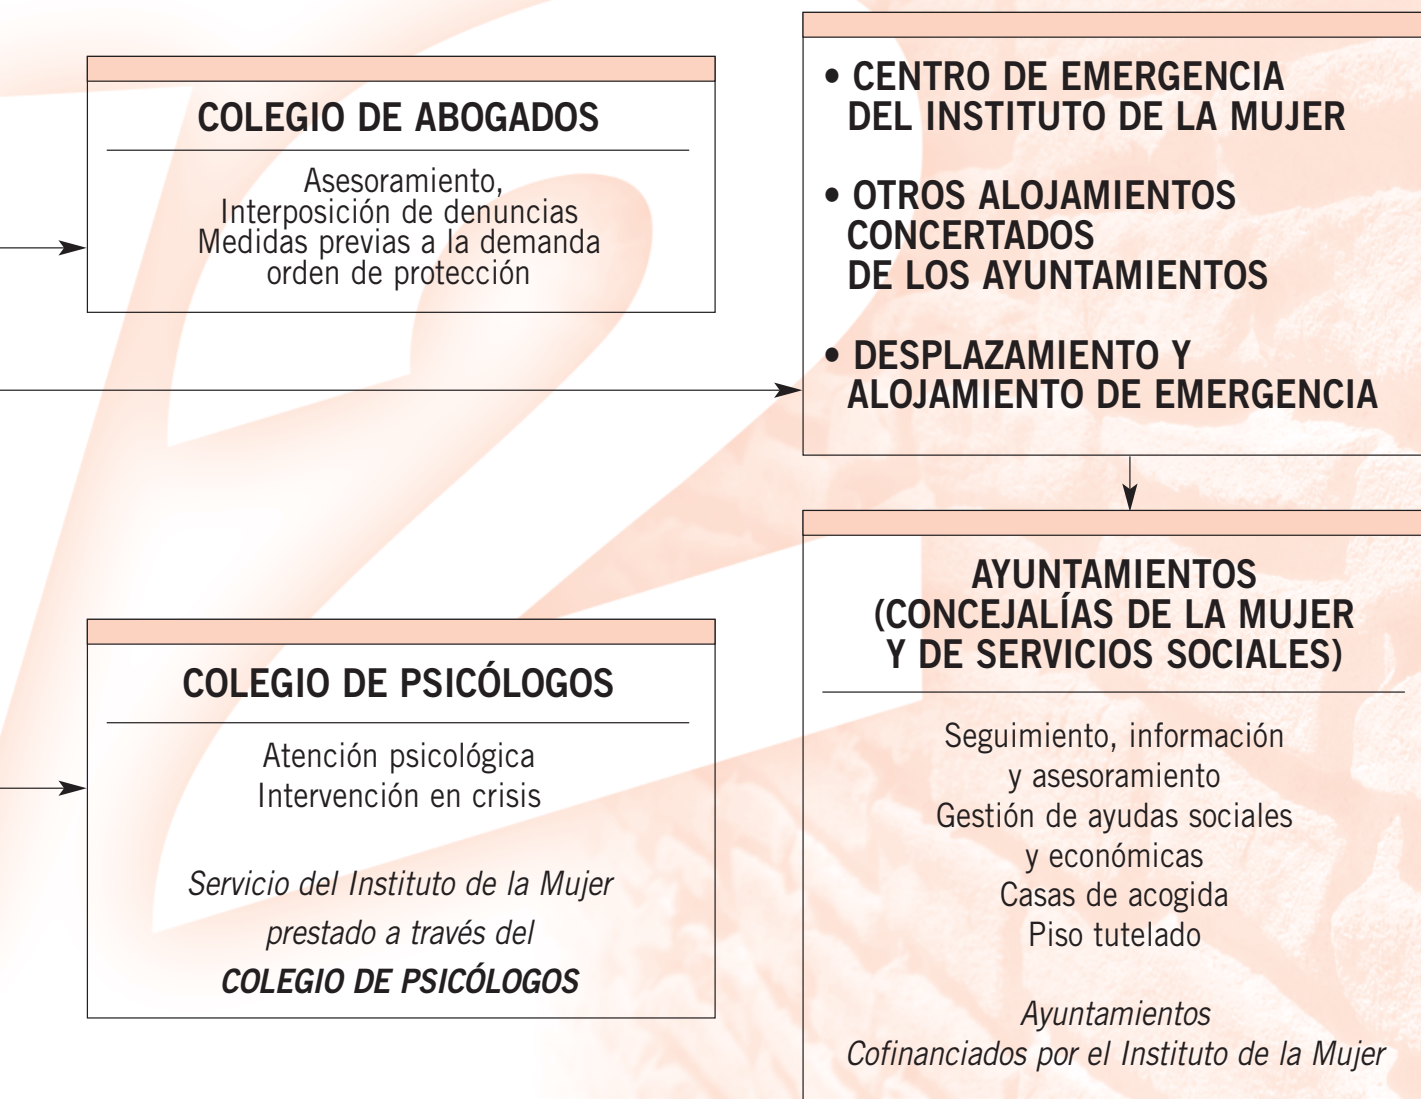 COLEGIO DE ABOGADOS
Asesoramiento,
Interposición de denuncias
Medidas previas a la demanda
orden de protección
• CENTRO DE EMERGENCIA
DEL INSTITUTO DE LA MUJER
• OTROS ALOJAMIENTOS
CONCERTADOS
DE LOS AYUNTAMIENTOS
• DESPLAZAMIENTO Y
ALOJAMIENTO DE EMERGENCIA
COLEGIO DE PSICÓLOGOS
Atención psicológica
Intervención en crisis
Servicio del Instituto de la Mujer
prestado a través del
COLEGIO DE PSICÓLOGOS
AYUNTAMIENTOS
(CONCEJALÍAS DE LA MUJER
Y DE SERVICIOS SOCIALES)
Seguimiento, información
y asesoramiento
Gestión de ayudas sociales
y económicas
Casas de acogida
Piso tutelado
Ayuntamientos
Cofinanciados por el Instituto de la Mujer